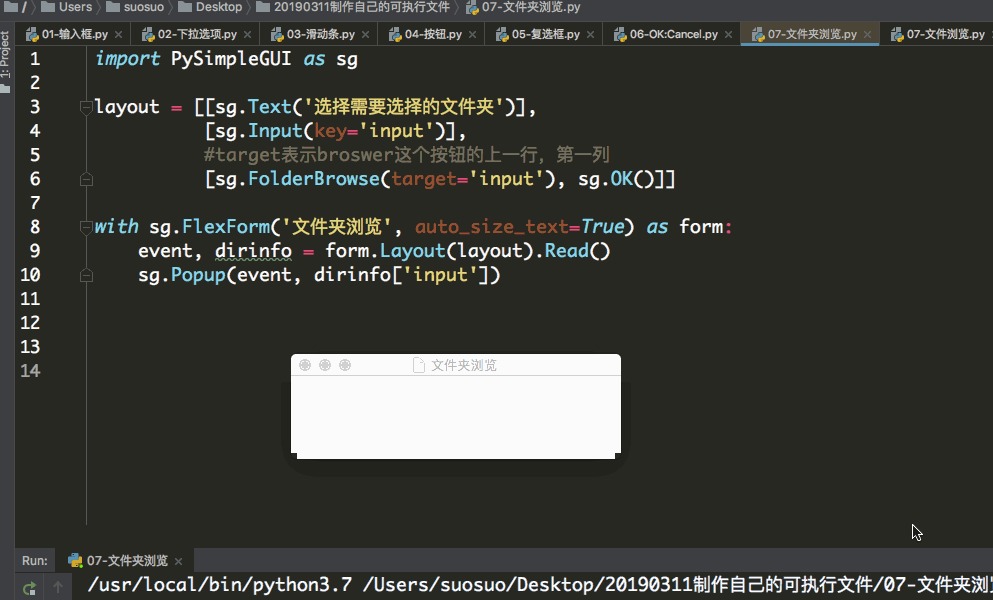 / Users suosuo Desktop 20190311制作自己的可执行文件 07-文件夹浏览.py
01-输入框.py 02-下拉选项.py 03-滑动条.py 04-按钮.py 05-复选框.py 06-OK:Cancel.py 07-文件夹浏览.py 07-文件浏览.py
1: Project
1 import PySimpleGUI as sg
2
3 layout = [[sg.Text('选择需要选择的文件夹')],
4 [sg.Input(key='input')],
5 #target表示broswer这个按钮的上一行，第一列
6 [sg.FolderBrowse(target='input'), sg.OK()]]
7
8 with sg.FlexForm('文件夹浏览', auto_size_text=True) as form:
9 event, dirinfo = form.Layout(layout).Read()
10 sg.Popup(event, dirinfo['input'])
11
12
13
14
文件夹浏览
Run: 07-文件夹浏览
/usr/local/bin/python3.7 /Users/suosuo/Desktop/20190311制作自己的可执行文件/07-文件夹浏